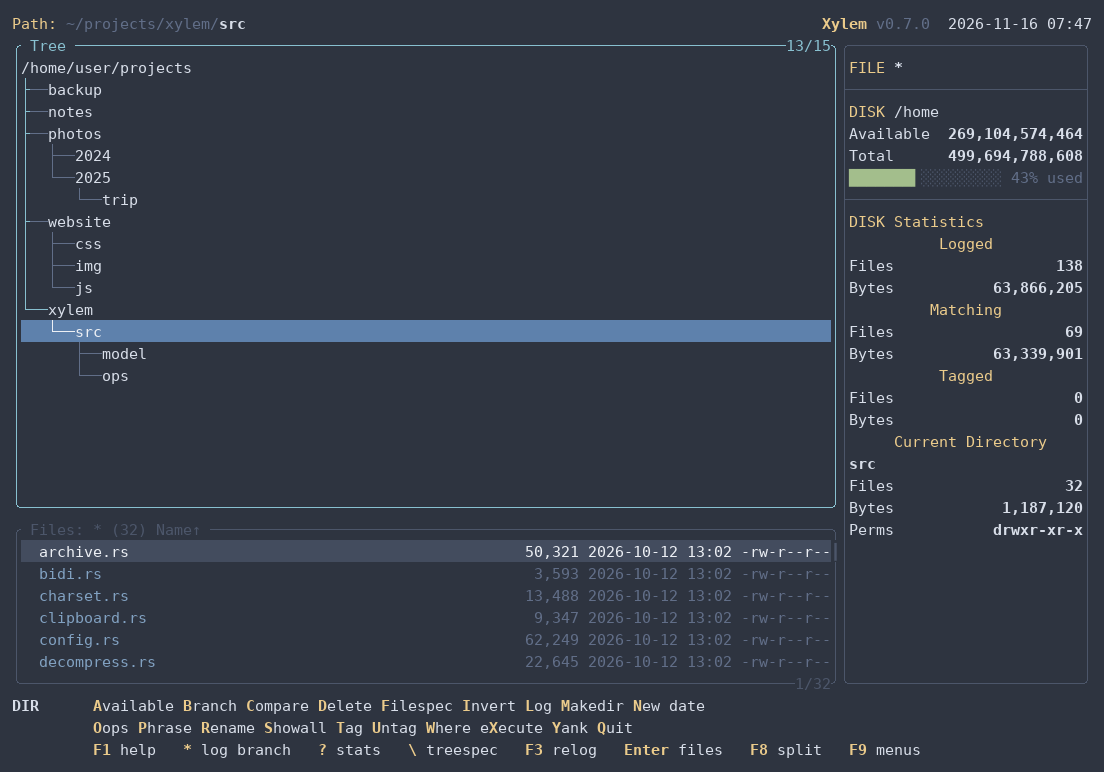 Path: ~/projects/xylem/src Xylem v0.7.0 2026-11-16 07:47
Tree 13/15
/home/user/projects
backup
notes
photos
2024
2025
trip
website
css
img
js
xylem
src
model
ops
Files: * (32) Name↑
archive.rs 50,321 2026-10-12 13:02 -rw-r--r--
bidi.rs 3,593 2026-10-12 13:02 -rw-r--r--
charset.rs 13,488 2026-10-12 13:02 -rw-r--r--
clipboard.rs 9,347 2026-10-12 13:02 -rw-r--r--
config.rs 62,249 2026-10-12 13:02 -rw-r--r--
decompress.rs 22,645 2026-10-12 13:02 -rw-r--r--
1/32
FILE *
DISK /home
Available 269,104,574,464
Total 499,694,788,608
43% used
DISK Statistics
Logged
Files 138
Bytes 63,866,205
Matching
Files 69
Bytes 63,339,901
Tagged
Files 0
Bytes 0
Current Directory
src
Files 32
Bytes 1,187,120
Perms drwxr-xr-x
DIR Available Branch Compare Delete Filespec Invert Log Makedir New date
Oops Phrase Rename Showall Tag Untag Where eXecute Yank Quit
F1 help * log branch ? stats \ treespec F3 relog Enter files F8 split F9 menus